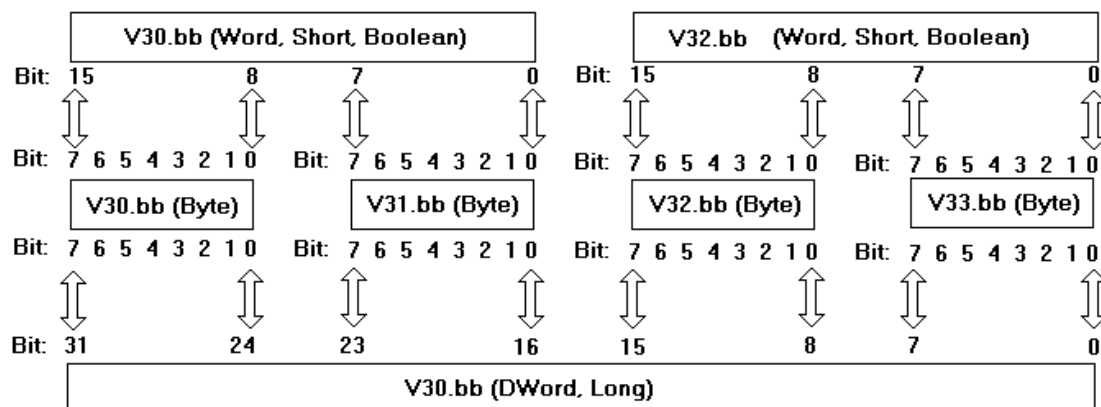 V30.bb (Word, Short, Boolean) V32.bb (Word, Short, Boolean)
Bit: 15 8 7 0 Bit: 15 8 7 0
Bit: 7 6 5 4 3 2 1 0 Bit: 7 6 5 4 3 2 1 0 Bit: 7 6 5 4 3 2 1 0 Bit: 7 6 5 4 3 2 1 0
V30.bb (Byte) V31.bb (Byte) V32.bb (Byte) V33.bb (Byte)
Bit: 7 6 5 4 3 2 1 0 Bit: 7 6 5 4 3 2 1 0 Bit: 7 6 5 4 3 2 1 0 Bit: 7 6 5 4 3 2 1 0
Bit: 31 24 23 16 15 8 7 0
V30.bb (DWord, Long)